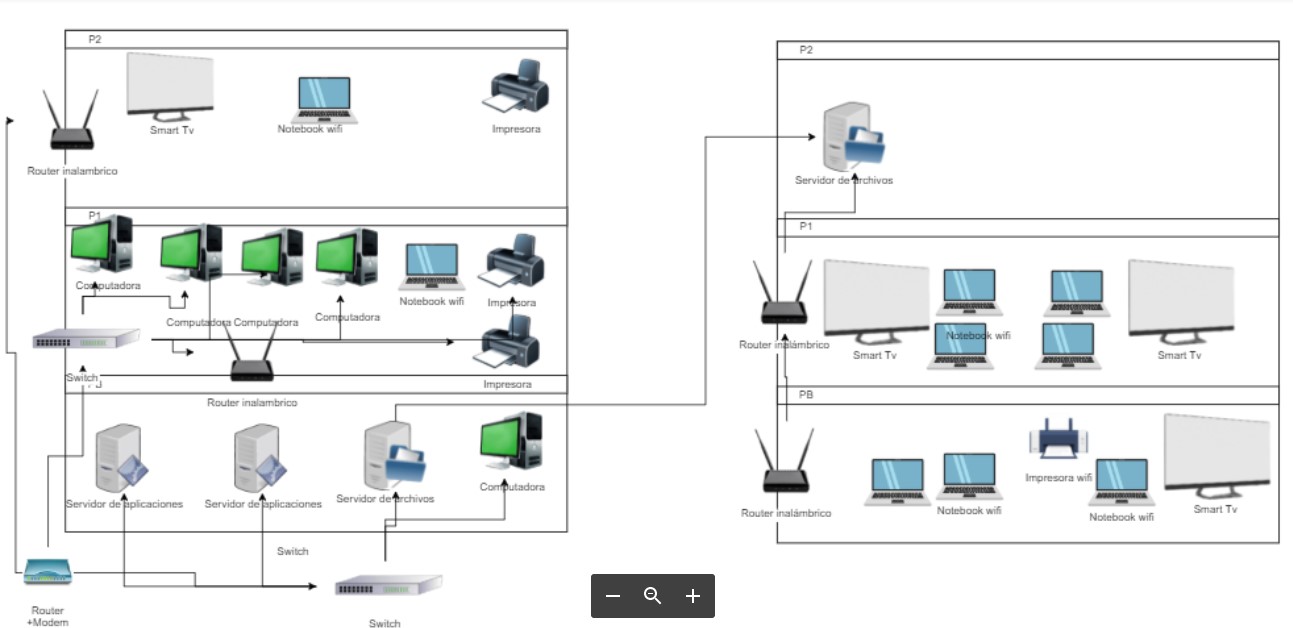 P2
Smart Tv
Notebook wifi
Impresora
Router inalambrico
P1
Computadora
Computadora
Computadora
Computadora
Notebook wifi
Impresora
Switch
Impresora
Router inalambrico
Servidor de aplicaciones
Servidor de aplicaciones
Servidor de archivos
Computadora
Switch
Router
+Modem
Switch
P2
Servidor de archivos
P1
Router inalámbrico
Smart Tv
Notebook wifi
Smart Tv
PB
Router inalámbrico
Notebook wifi
Impresora wifi
Notebook wifi
Smart Tv